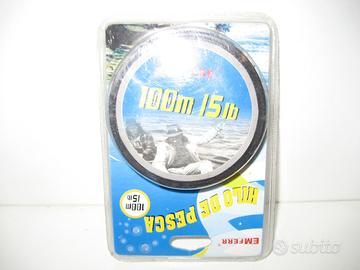 100m 15lb
HILO DE PESCA
100m
15lb
EMFERR
subito